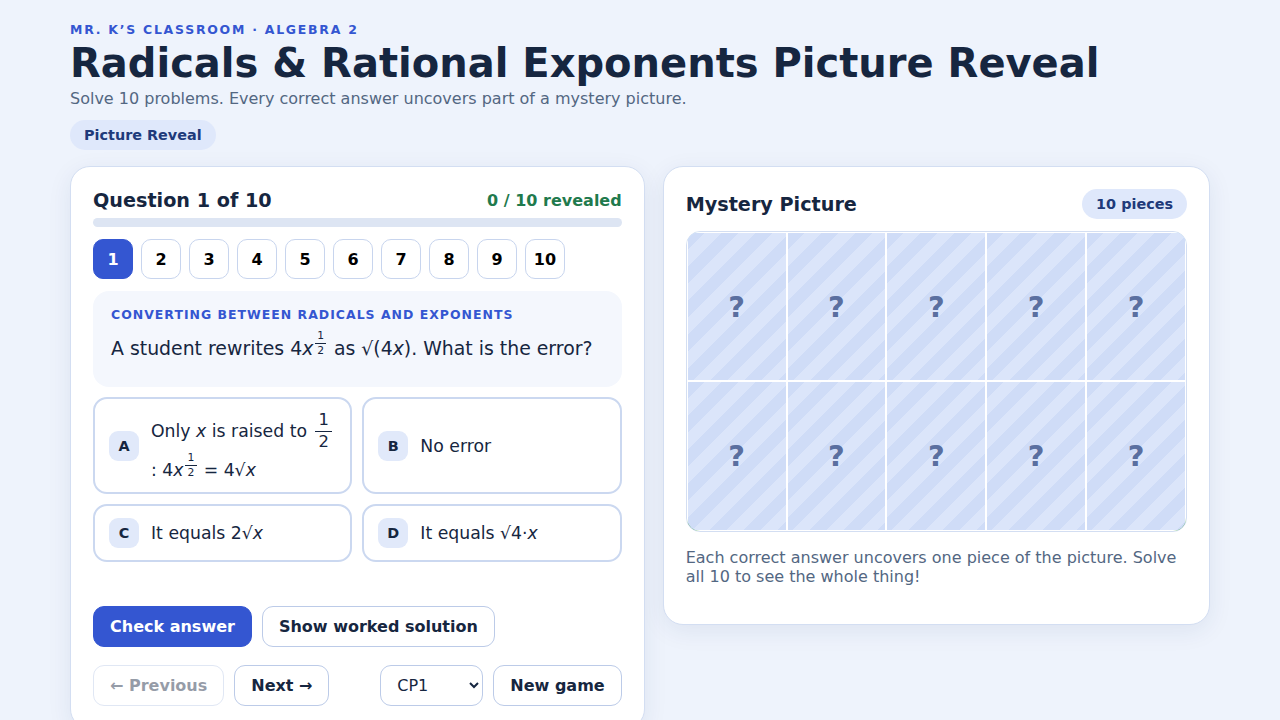 MR. K’S CLASSROOM · ALGEBRA 2
Radicals & Rational Exponents Picture Reveal
Solve 10 problems. Every correct answer uncovers part of a mystery picture.
Picture Reveal
Question 1 of 10
0 / 10 revealed
1 2 3 4 5 6 7 8 9 10
CONVERTING BETWEEN RADICALS AND EXPONENTS
A student rewrites 4x^(1/2) as √(4x). What is the error?
A Only x is raised to 1/2
: 4x^(1/2) = 4√x
B No error
C It equals 2√x
D It equals √4·x
Check answer
Show worked solution
← Previous
Next →
CP1
New game
Mystery Picture
10 pieces
? ? ? ? ?
? ? ? ? ?
Each correct answer uncovers one piece of the picture. Solve
all 10 to see the whole thing!